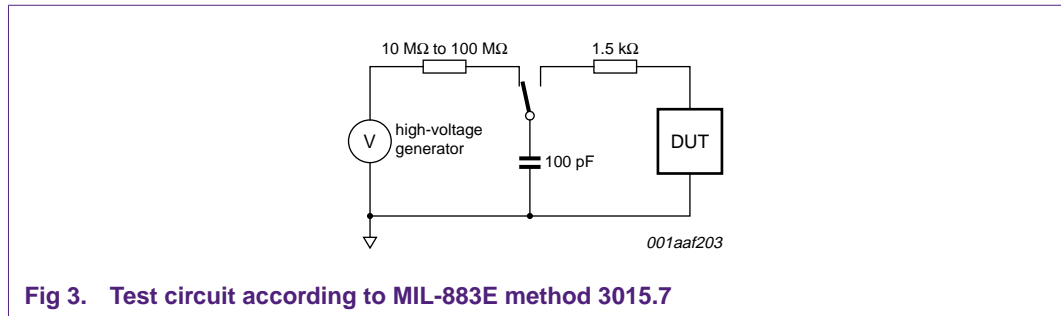 10 MΩ to 100 MΩ
1.5 kΩ
V
high-voltage
generator
100 pF
DUT
001aaf203
Fig 3. Test circuit according to MIL-883E method 3015.7